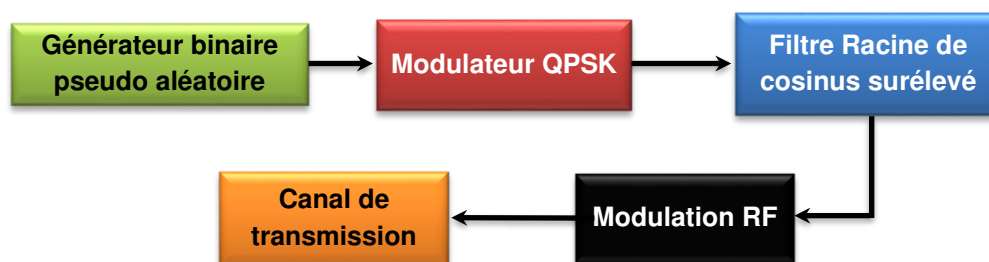 Générateur binaire
pseudo aléatoire
Modulateur QPSK
Filtre Racine de
cosinus surélevé
Modulation RF
Canal de
transmission